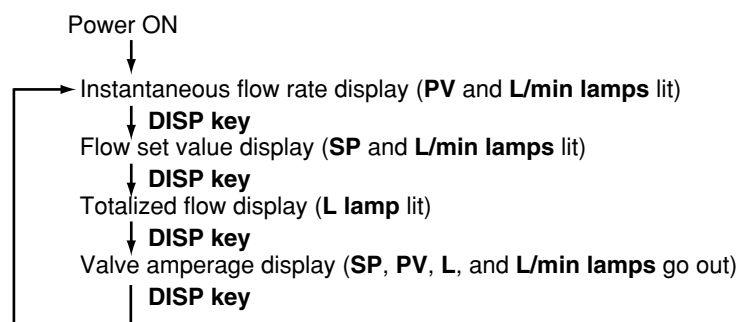 Power ON
Instantaneous flow rate display (PV and L/min lamps lit)
DISP key
Flow set value display (SP and L/min lamps lit)
DISP key
Totalized flow display (L lamp lit)
DISP key
Valve amperage display (SP, PV, L, and L/min lamps go out)
DISP key